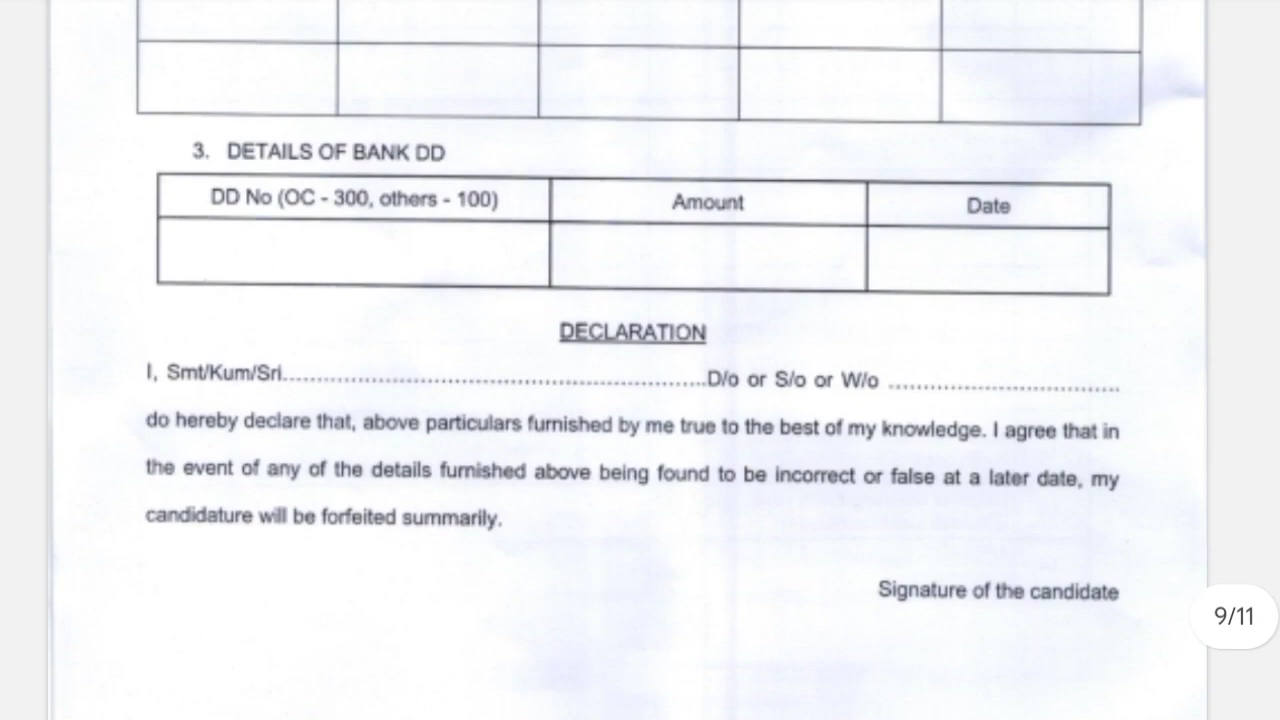 3. DETAILS OF BANK DD
DD No (OC - 300, others - 100) Amount Date
DECLARATION
I, Smt/Kum/Sri.....................................................................D/o or S/o or W/o ......................................
do hereby declare that, above particulars furnished by me true to the best of my knowledge. I agree that in
the event of any of the details furnished above being found to be incorrect or false at a later date, my
candidature will be forfeited summarily.
Signature of the candidate
9/11